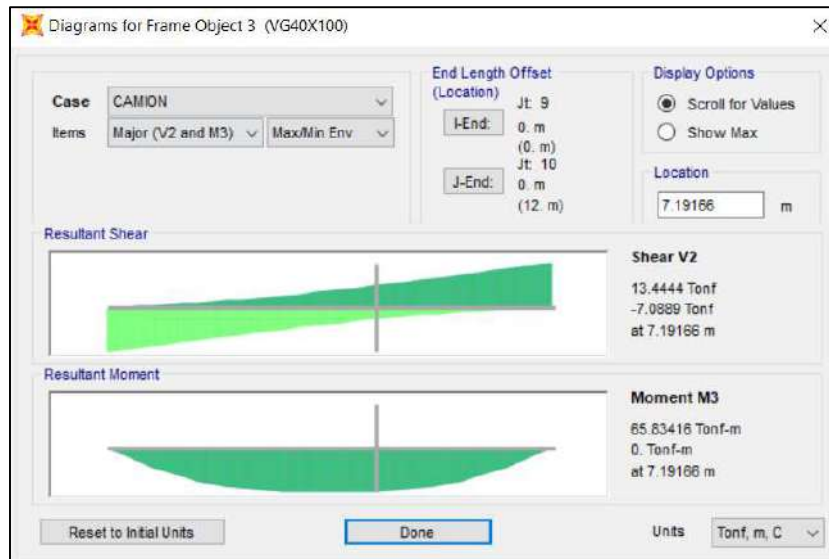 Diagrams for Frame Object 3 (VG40X100)
Case CAMION
Items Major (V2 and M3) Max/Min Env
End Length Offset
(Location)
I-End: Jt: 9
0. m
(0. m)
J-End: Jt: 10
0. m
(12. m)
Display Options
Scroll for Values
Show Max
Location
7.19166 m
Resultant Shear
Shear V2
13.4444 Tonf
-7.0889 Tonf
at 7.19166 m
Resultant Moment
Moment M3
65.83416 Tonf-m
0. Tonf-m
at 7.19166 m
Reset to Initial Units
Done
Units Tonf, m, C